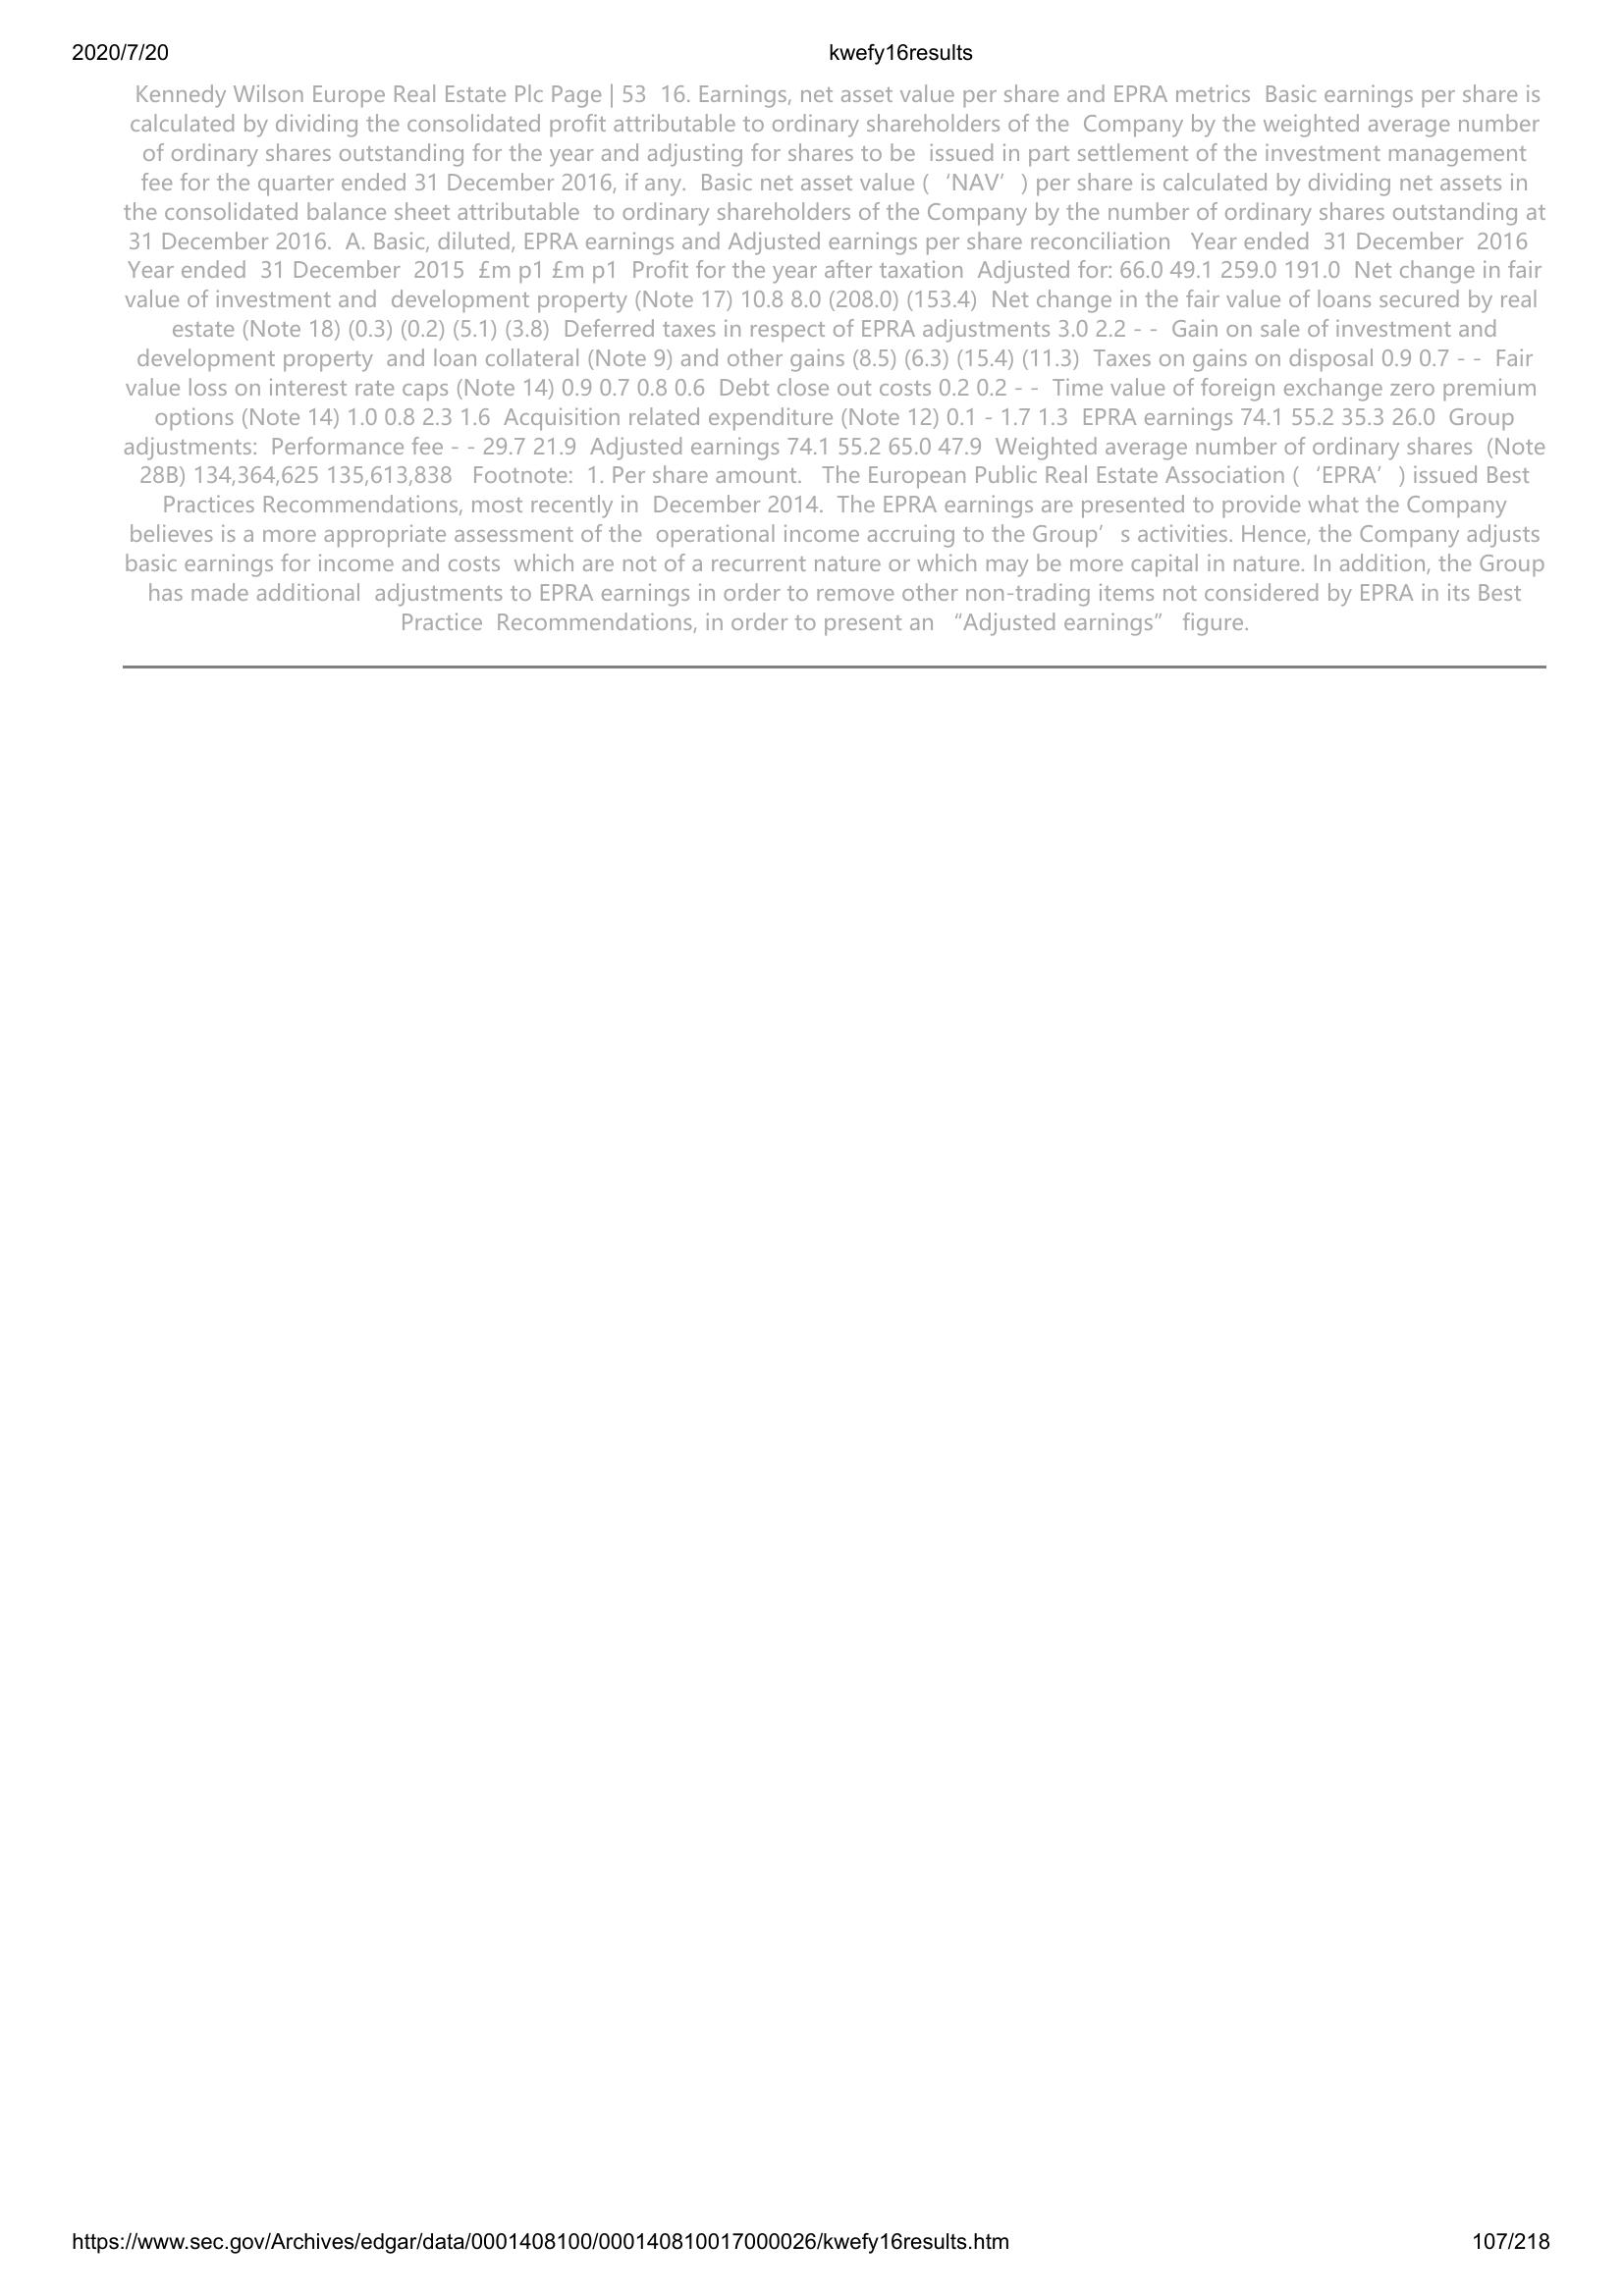 2020/7/20 kwefy16results
Kennedy Wilson Europe Real Estate Plc Page | 53 16. Earnings, net asset value per share and EPRA metrics Basic earnings per share is
calculated by dividing the consolidated profit attributable to ordinary shareholders of the Company by the weighted average number
of ordinary shares outstanding for the year and adjusting for shares to be issued in part settlement of the investment management
fee for the quarter ended 31 December 2016, if any. Basic net asset value ( ‘NAV’ ) per share is calculated by dividing net assets in
the consolidated balance sheet attributable to ordinary shareholders of the Company by the number of ordinary shares outstanding at
31 December 2016. A. Basic, diluted, EPRA earnings and Adjusted earnings per share reconciliation Year ended 31 December 2016
Year ended 31 December 2015 £m p1 £m p1 Profit for the year after taxation Adjusted for: 66.0 49.1 259.0 191.0 Net change in fair
value of investment and development property (Note 17) 10.8 8.0 (208.0) (153.4) Net change in the fair value of loans secured by real
estate (Note 18) (0.3) (0.2) (5.1) (3.8) Deferred taxes in respect of EPRA adjustments 3.0 2.2 - - Gain on sale of investment and
development property and loan collateral (Note 9) and other gains (8.5) (6.3) (15.4) (11.3) Taxes on gains on disposal 0.9 0.7 - - Fair
value loss on interest rate caps (Note 14) 0.9 0.7 0.8 0.6 Debt close out costs 0.2 0.2 - - Time value of foreign exchange zero premium
options (Note 14) 1.0 0.8 2.3 1.6 Acquisition related expenditure (Note 12) 0.1 - 1.7 1.3 EPRA earnings 74.1 55.2 35.3 26.0 Group
adjustments: Performance fee - - 29.7 21.9 Adjusted earnings 74.1 55.2 65.0 47.9 Weighted average number of ordinary shares (Note
28B) 134,364,625 135,613,838 Footnote: 1. Per share amount. The European Public Real Estate Association ( ‘EPRA’ ) issued Best
Practices Recommendations, most recently in December 2014. The EPRA earnings are presented to provide what the Company
believes is a more appropriate assessment of the operational income accruing to the Group’ s activities. Hence, the Company adjusts
basic earnings for income and costs which are not of a recurrent nature or which may be more capital in nature. In addition, the Group
has made additional adjustments to EPRA earnings in order to remove other non-trading items not considered by EPRA in its Best
Practice Recommendations, in order to present an “Adjusted earnings” figure.
https://www.sec.gov/Archives/edgar/data/0001408100/000140810017000026/kwefy16results.htm 107/218